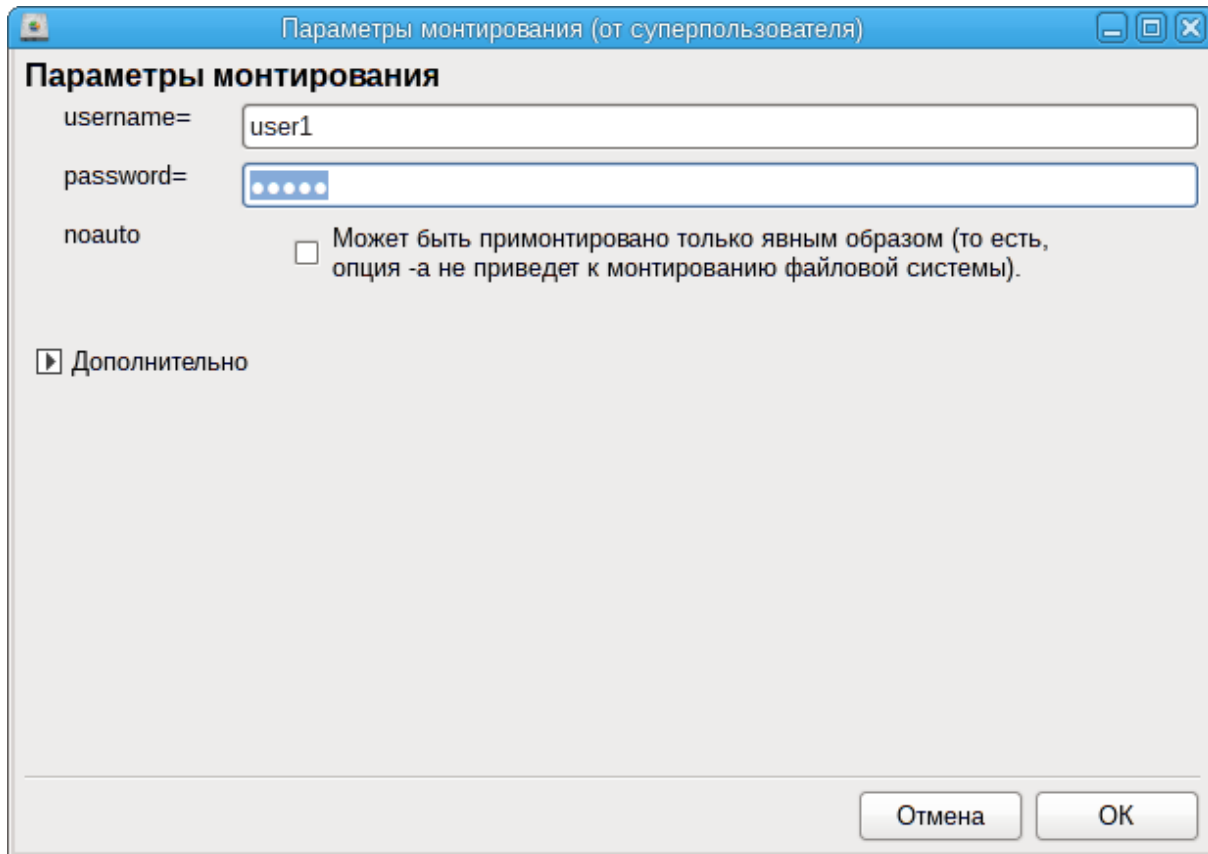 Параметры монтирования (от суперпользователя)
Параметры монтирования
username=
user1
password=
●●●●●
noauto
Может быть примонтировано только явным образом (то есть,
опция -a не приведет к монтированию файловой системы).
Дополнительно
Отмена
OK